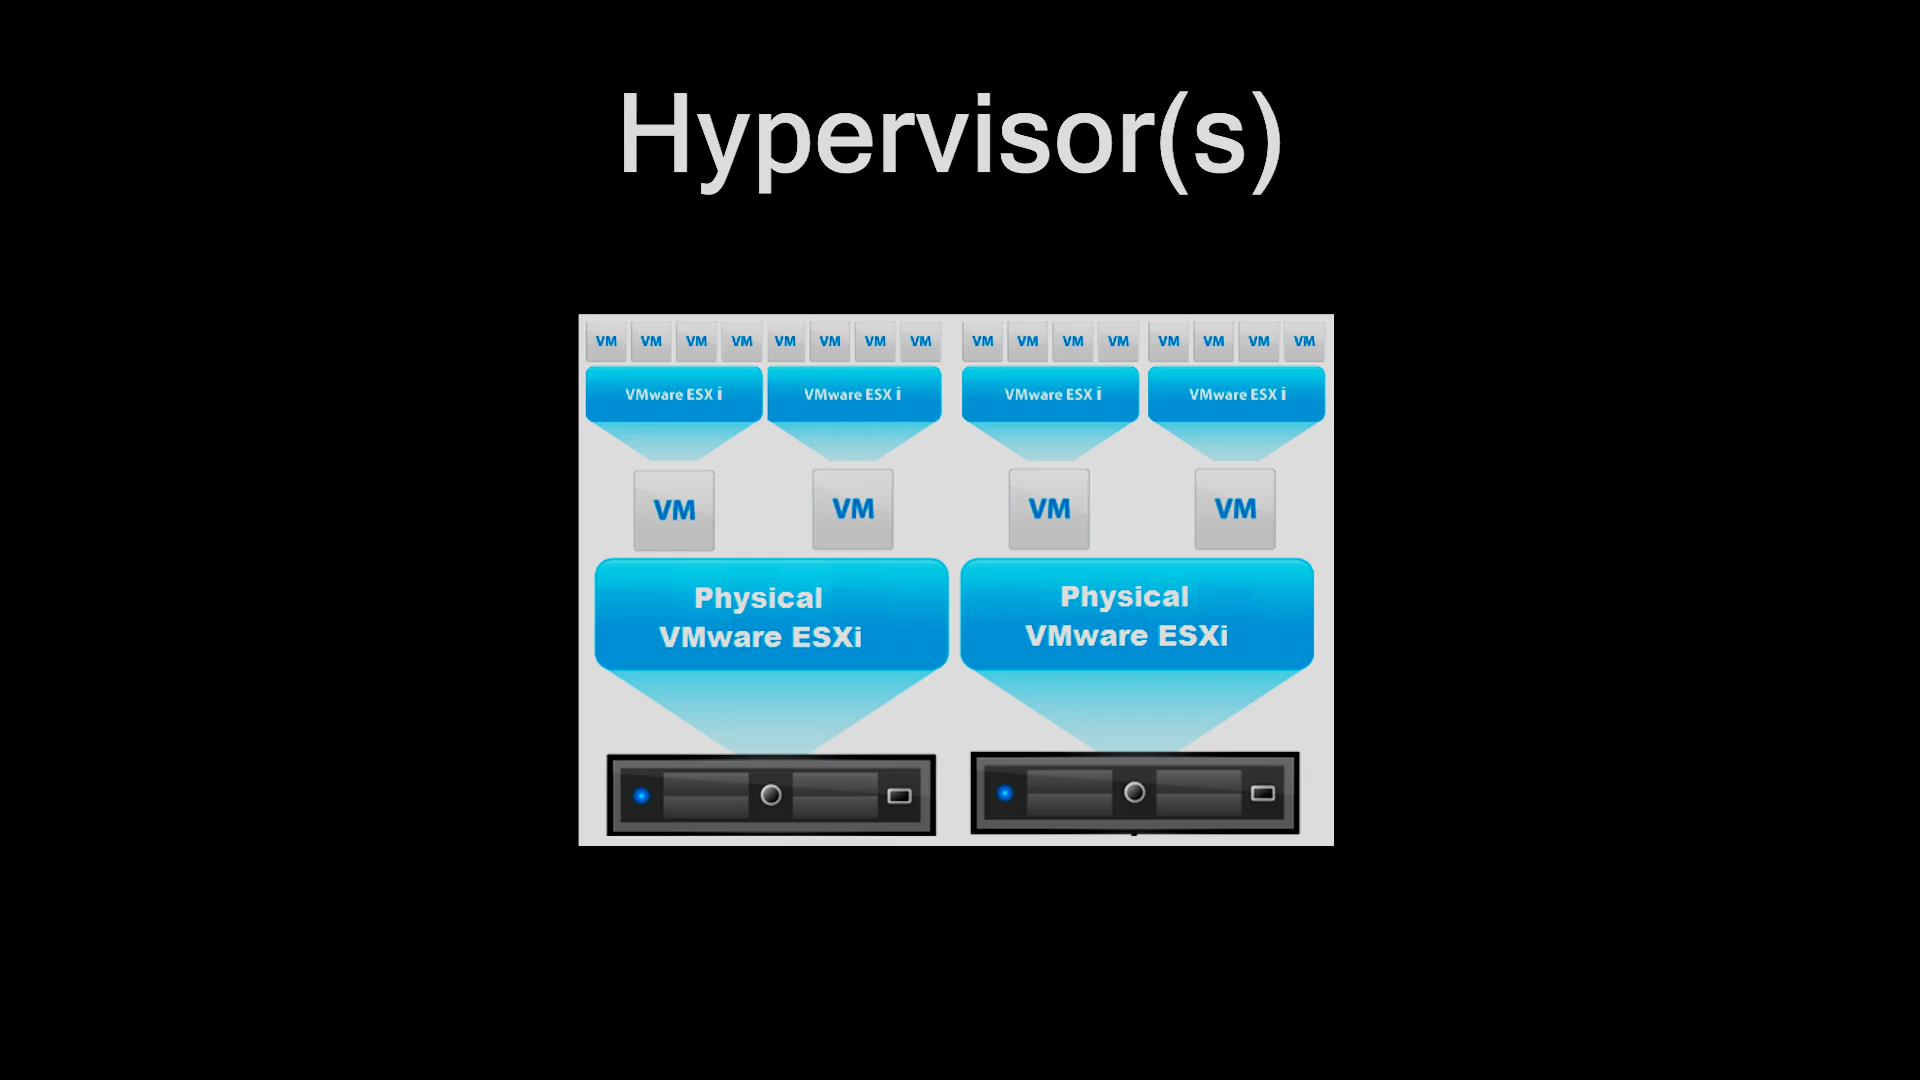 Hypervisor(s)
VM VM VM VM VM VM VM VM VM VM VM VM VM VM VM VM
VMware ESX i VMware ESX i VMware ESX i VMware ESX i
VM VM VM VM
Physical
VMware ESXi
Physical
VMware ESXi